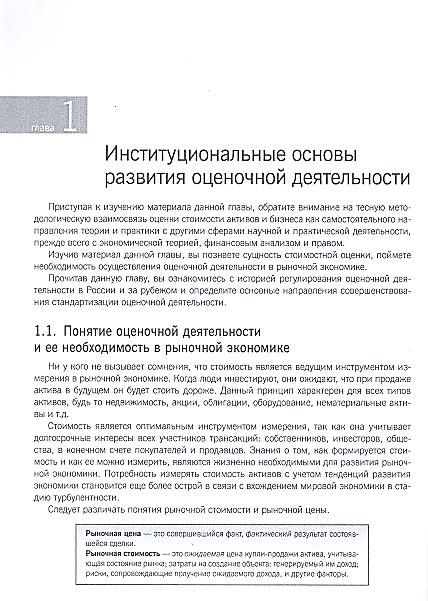 глава 1
Институциональные основы
развития оценочной деятельности
Приступая к изучению материала данной главы, обратите внимание на тесную мето-
дологическую взаимосвязь оценки стоимости активов и бизнеса как самостоятельного на-
правления теории и практики с другими сферами научной и практической деятельности,
прежде всего с экономической теорией, финансовым анализом и правом.
Изучив материал данной главы, вы познаете сущность стоимостной оценки, поймете
необходимость осуществления оценочной деятельности в рыночной экономике.
Прочитав данную главу, вы ознакомитесь с историей регулирования оценочной дея-
тельности в России и за рубежом и определите основные направления совершенствова-
ния стандартизации оценочной деятельности.
1.1. Понятие оценочной деятельности
и ее необходимость в рыночной экономике
Ни у кого не вызывает сомнения, что стоимость является ведущим инструментом из-
мерения в рыночной экономике. Когда люди инвестируют, они ожидают, что при продаже
актива в будущем он будет стоить дороже. Данный принцип характерен для всех типов
активов, будь то недвижимость, акции, облигации, оборудование, нематериальные акти-
вы и т.д.
Стоимость является оптимальным инструментом измерения, так как она учитывает
долгосрочные интересы всех участников трансакций: собственников, инвесторов, обще-
ства, в конечном счете покупателей и продавцов. Знания о том, как формируется стои-
мость и как ее можно измерить, являются жизненно необходимыми для развития рыноч-
ной экономики. Потребность измерять стоимость активов с учетом тенденций развития
экономики становится еще более острой в связи с вхождением мировой экономики в ста-
дию турбулентности.
Следует различать понятия рыночной стоимости и рыночной цены.
Рыночная цена — это совершившийся факт, фактический результат состояв-
шейся сделки.
Рыночная стоимость — это ожидаемая цена купли-продажи актива, учитываю-
щая состояние рынка; затраты на создание объекта; генерируемый им доход;
риски, сопровождающие получение ожидаемого дохода, и другие факторы.